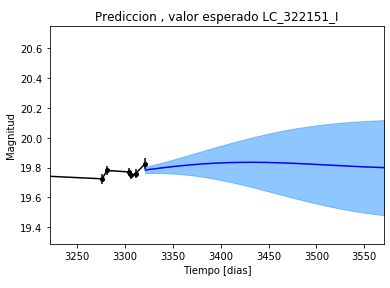 Prediccion , valor esperado LC_322151_I
Magnitud
20.6
20.4
20.2
20.0
19.8
19.6
19.4
3250 3300 3350 3400 3450 3500 3550
Tiempo [dias]